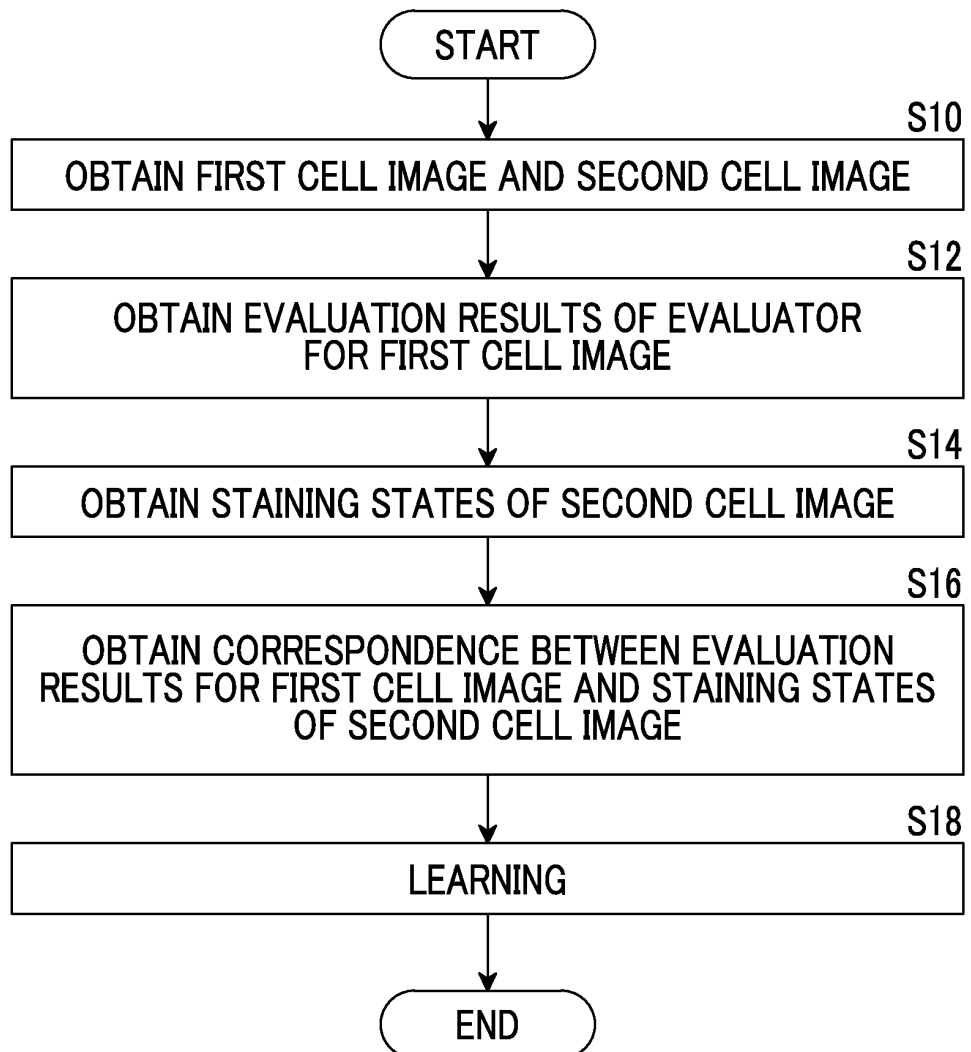 START
S10
OBTAIN FIRST CELL IMAGE AND SECOND CELL IMAGE
S12
OBTAIN EVALUATION RESULTS OF EVALUATOR
FOR FIRST CELL IMAGE
S14
OBTAIN STAINING STATES OF SECOND CELL IMAGE
S16
OBTAIN CORRESPONDENCE BETWEEN EVALUATION
RESULTS FOR FIRST CELL IMAGE AND STAINING STATES
OF SECOND CELL IMAGE
S18
LEARNING
END